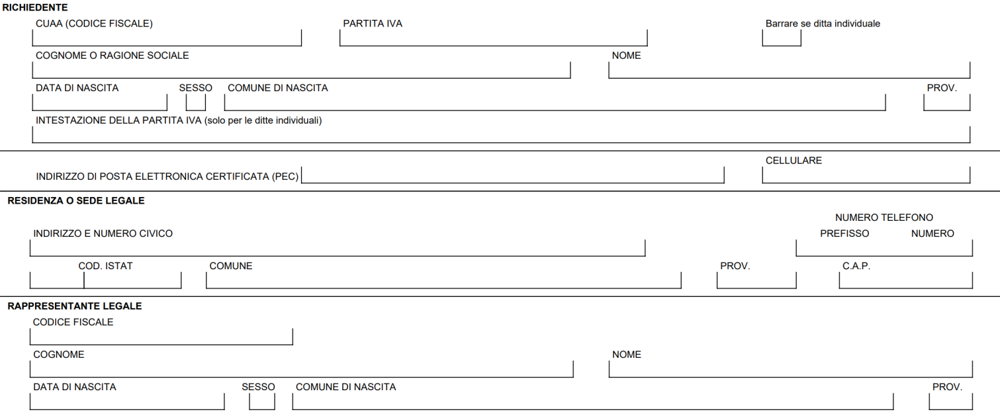 RICHIEDENTE
CUAA (CODICE FISCALE) PARTITA IVA Barrare se ditta individuale
COGNOME O RAGIONE SOCIALE NOME
DATA DI NASCITA SESSO COMUNE DI NASCITA PROV.
INTESTAZIONE DELLA PARTITA IVA (solo per le ditte individuali)
CELLULARE
INDIRIZZO DI POSTA ELETTRONICA CERTIFICATA (PEC)
RESIDENZA O SEDE LEGALE
NUMERO TELEFONO
INDIRIZZO E NUMERO CIVICO PREFISSO NUMERO
COD. ISTAT COMUNE PROV. C.A.P.
RAPPRESENTANTE LEGALE
CODICE FISCALE
COGNOME NOME
DATA DI NASCITA SESSO COMUNE DI NASCITA PROV.